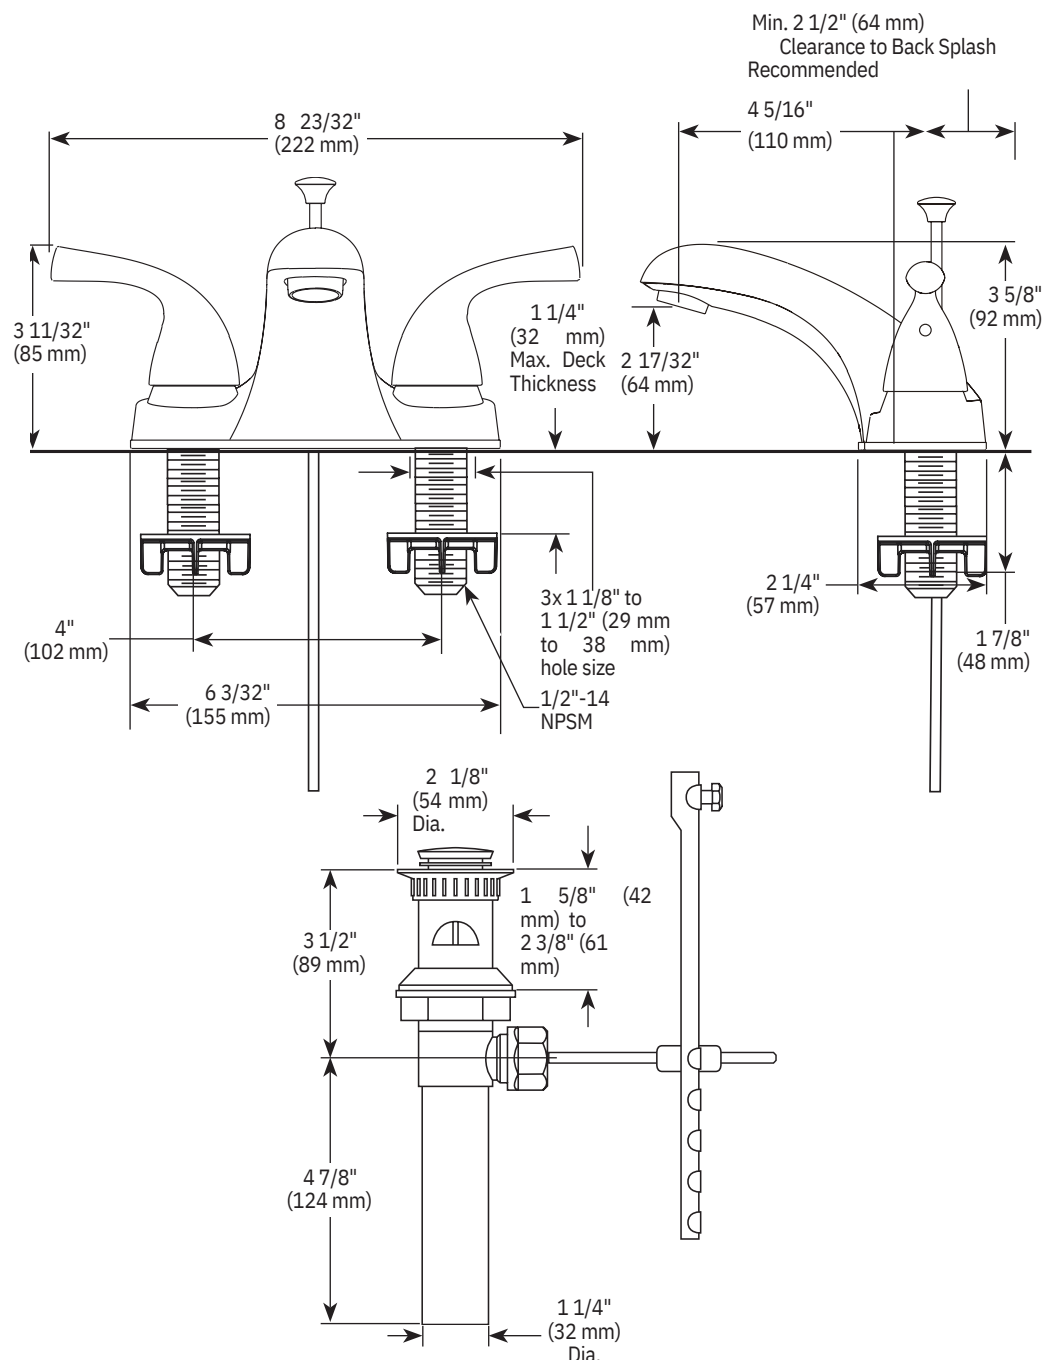 Min. 2 1/2" (64 mm)
Clearance to Back Splash
Recommended
8 23/32"
(222 mm)
4 5/16"
(110 mm)
3 11/32"
(85 mm)
1 1/4"
(32 mm)
Max. Deck
Thickness
2 17/32"
(64 mm)
3 5/8"
(92 mm)
4"
(102 mm)
6 3/32"
(155 mm)
3x 1 1/8" to
1 1/2" (29 mm
to 38 mm)
hole size
1/2"-14
NPSM
2 1/4"
(57 mm)
1 7/8"
(48 mm)
2 1/8"
(54 mm)
Dia.
3 1/2"
(89 mm)
1 5/8" (42
mm) to
2 3/8" (61
mm)
4 7/8"
(124 mm)
1 1/4"
(32 mm)
Dia.